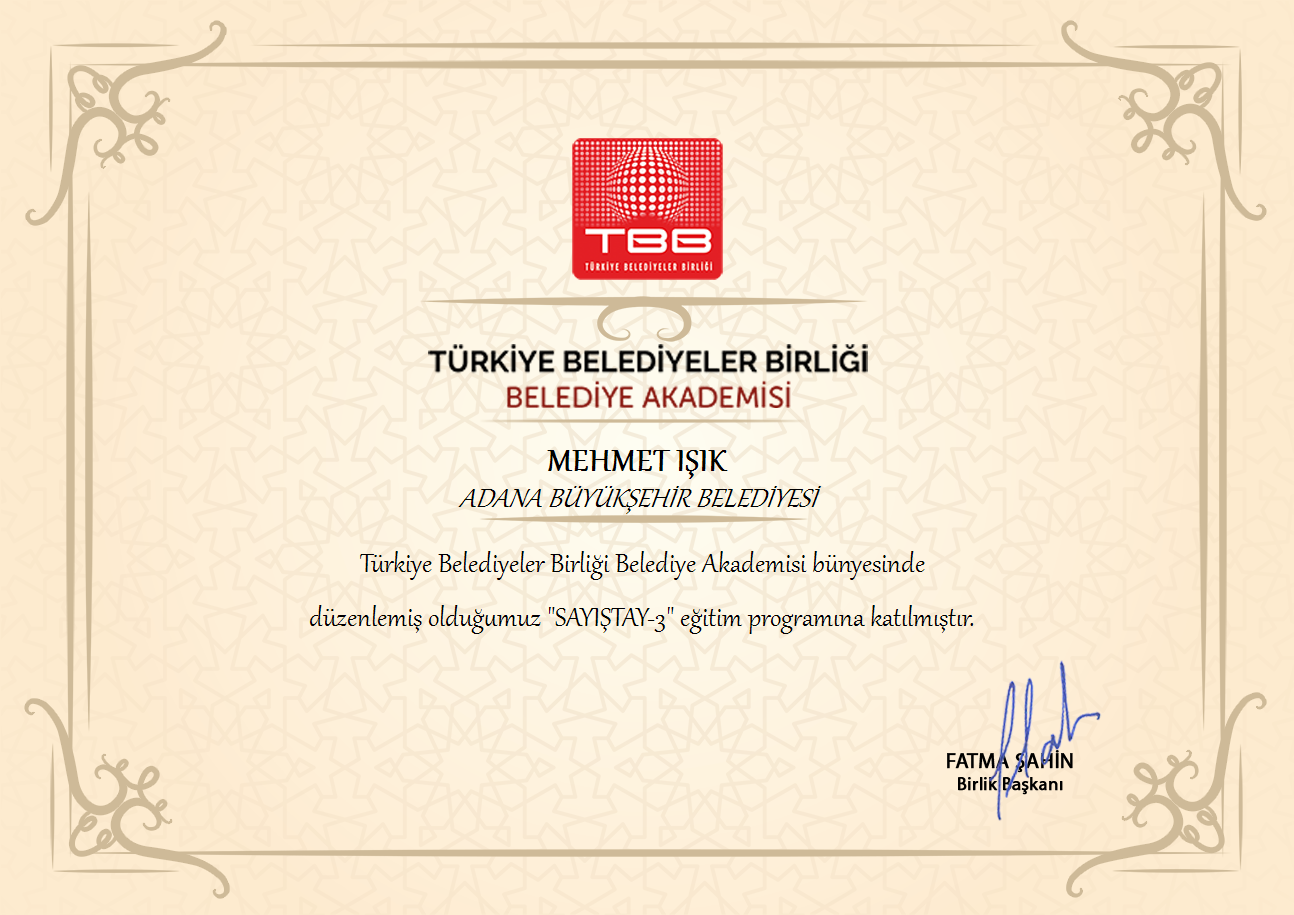 TBB
TÜRKİYE BELEDİYELER BİRLİĞİ
TÜRKİYE BELEDİYELER BİRLİĞİ
BELEDİYE AKADEMİSİ
MEHMET IŞIK
ADANA BÜYÜKŞEHİR BELEDİYESİ
Türkiye Belediyeler Birliği Belediye Akademisi bünyesinde
düzenlemiş olduğumuz "SAYIŞTAY-3" eğitim programına katılmıştır.
FATMA ŞAHİN
Birlik Başkanı